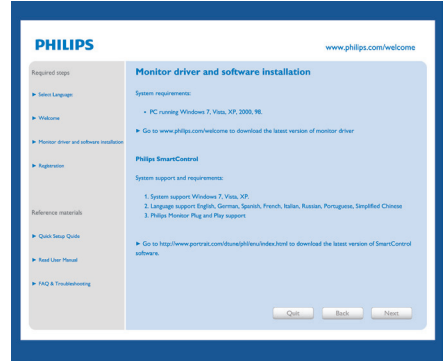 PHILIPS
www.philips.com/welcome
Required steps:
► Select Language:
► Welcome
► Monitor driver and software installation
► Registration
Reference materials
► Quick Setup Quide
► Read User Manual
► FAQ & Troubleshooting
Monitor driver and software installation
System requirements:
• PC running Windows 7, Vista, XP, 2000, 98.
► Go to www.philips.com/welcome to download the latest version of monitor driver
Philips SmartControl
System support and requirements:
1. System support Windows 7, Vista, XP.
2. Language support English, German, Spanish, French, Italian, Russian, Portuguese, Simplified Chinese
3. Philips Monitor Plug and Play support
► Go to http://www.portrait.com/dtune/phl/enu/index.html to download the latest version of SmartControl
software.
Quit
Back
Next